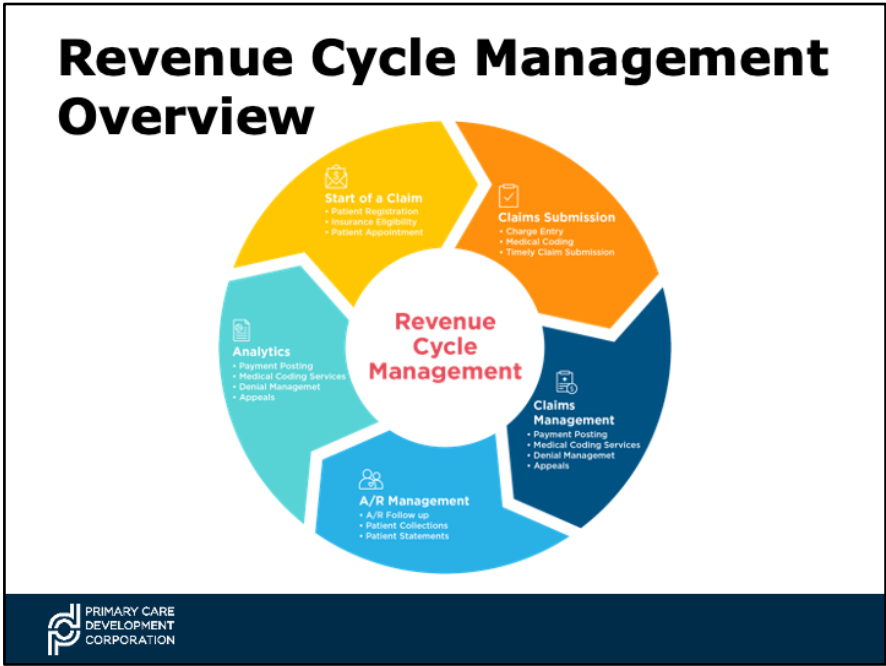 Revenue Cycle Management
Overview
Start of a Claim
• Patient Registration
• Insurance Eligibility
• Patient Appointment
Claims Submission
• Charge Entry
• Medical Coding
• Timely Claim Submission
Claims
Management
• Payment Posting
• Medical Coding Services
• Denial Managemet
• Appeals
A/R Management
• A/R Follow up
• Patient Collections
• Patient Statements
Analytics
• Payment Posting
• Medical Coding Services
• Denial Managemet
• Appeals
Revenue
Cycle
Management
PRIMARY CARE
DEVELOPMENT
CORPORATION